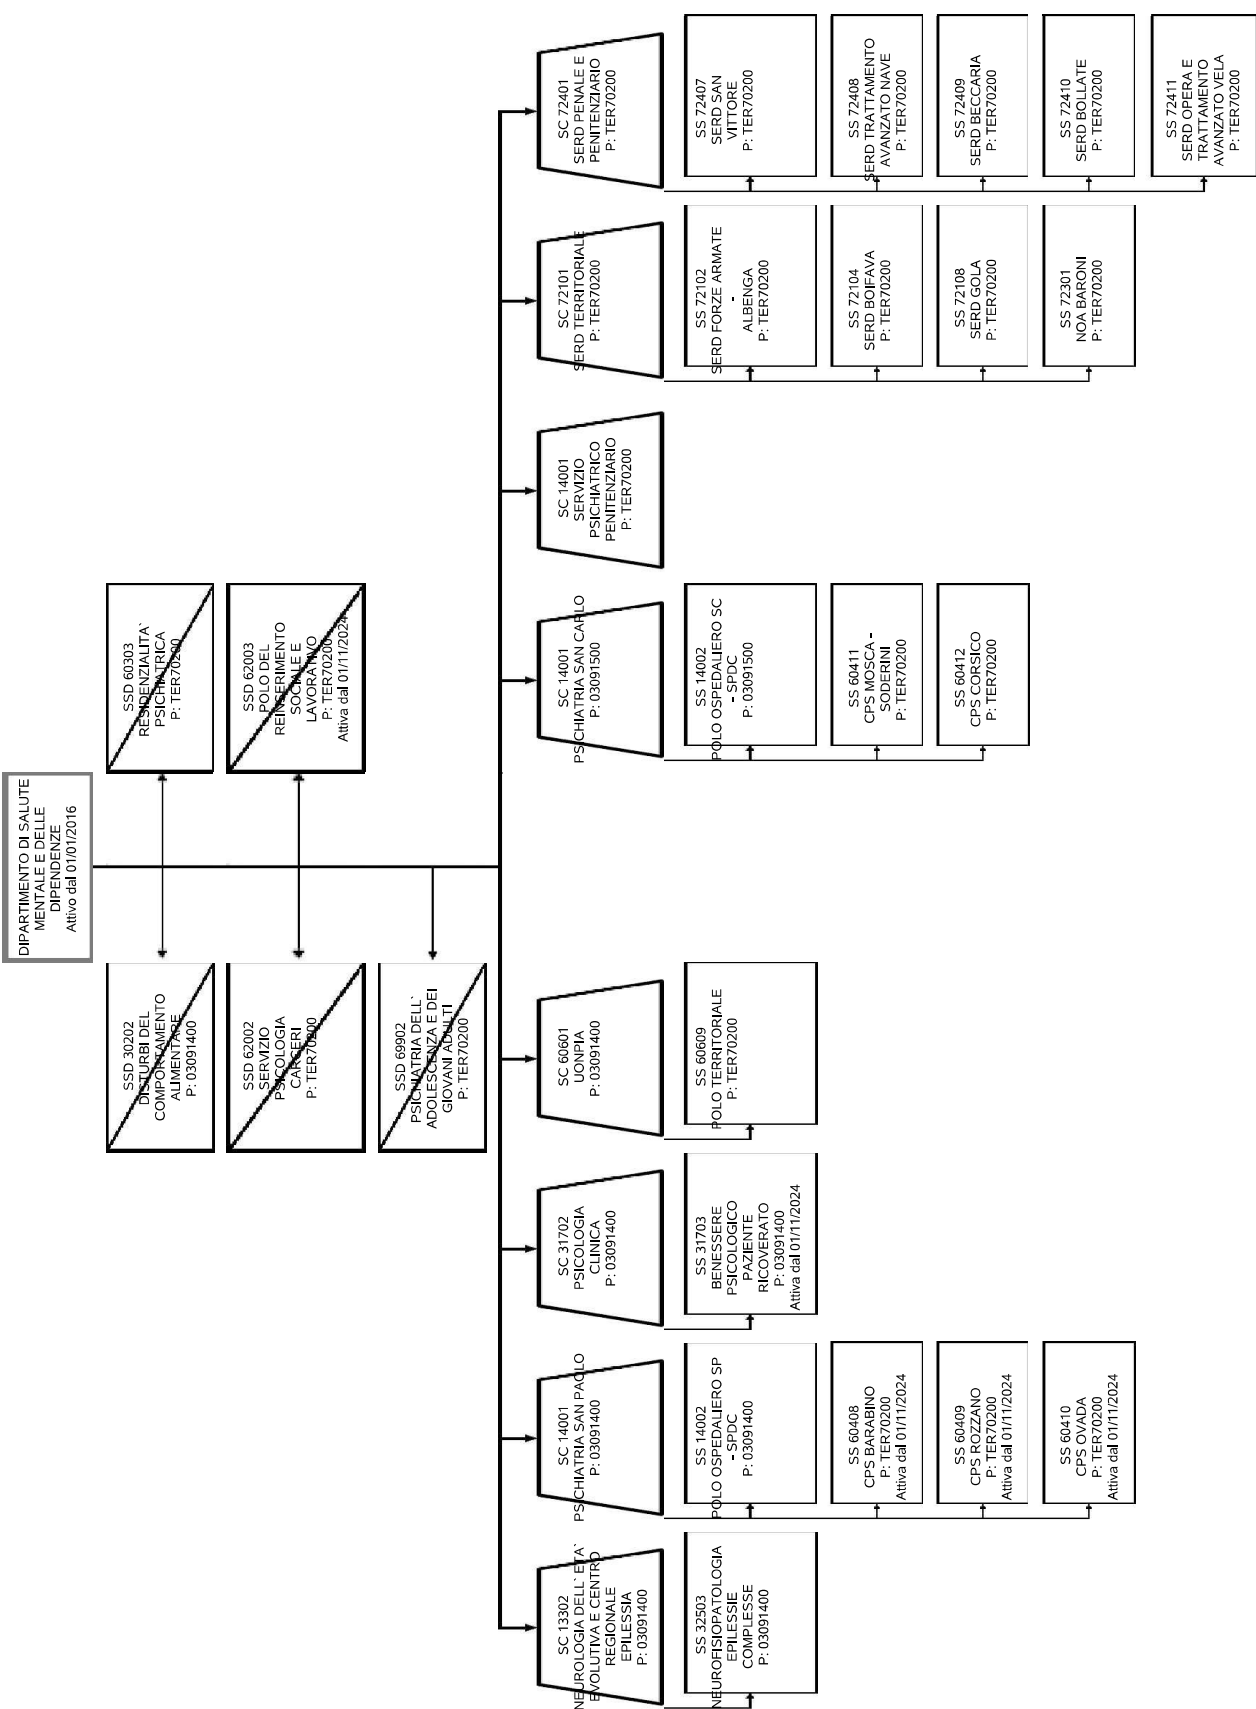 DIPARTIMENTO DI SALUTE
MENTALE E DELLE
DIPENDENZE
Attivo dal 01/01/2016
SSD 30202
DISTURBI DEL
COMPORTAMENTO
ALIMENTARE
P: 03091400
SSD 60303
RESIDENZIALITA`
PSICHIATRICA
P: TER70200
SSD 62002
SERVIZIO
PSICOLOGIA
CARCERI
P: TER70200
SSD 62003
POLO DEL
REINSERIMENTO
SOCIALE E
LAVORATIVO
P: TER70200
Attiva dal 01/11/2024
SSD 69902
PSICHIATRIA DELL`
ADOLESCENZA E DEI
GIOVANI ADULTI
P: TER70200
SC 13302
NEUROLOGIA DELL`ETA`
EVOLUTIVA E CENTRO
REGIONALE
EPILESSIA
P: 03091400
SS 32503
NEUROFISIOPATOLOGIA
EPILESSIE
COMPLESSE
P: 03091400
SC 14001
PSICHIATRIA SAN PAOLO
P: 03091400
SS 14002
POLO OSPEDALIERO SP
- SPDC
P: 03091400
SS 60408
CPS BARABINO
P: TER70200
Attiva dal 01/11/2024
SS 60409
CPS ROZZANO
P: TER70200
Attiva dal 01/11/2024
SS 60410
CPS OVADA
P: TER70200
Attiva dal 01/11/2024
SC 31702
PSICOLOGIA
CLINICA
P: 03091400
SS 31703
BENESSERE
PSICOLOGICO
PAZIENTE
RICOVERATO
P: 03091400
Attiva dal 01/11/2024
SC 60601
UONPIA
P: 03091400
SS 60609
POLO TERRITORIALE
P: TER70200
SC 14001
PSICHIATRIA SAN CARLO
P: 03091500
SS 14002
POLO OSPEDALIERO SC
- SPDC
P: 03091500
SS 60411
CPS MOSCA -
SODERINI
P: TER70200
SS 60412
CPS CORSICO
P: TER70200
SC 14001
SERVIZIO
PSICHIATRICO
PENITENZIARIO
P: TER70200
SC 72101
SERD TERRITORIALE
P: TER70200
SS 72102
SERD FORZE ARMATE
-
ALBENGA
P: TER70200
SS 72104
SERD BOIFAVA
P: TER70200
SS 72108
SERD GOLA
P: TER70200
SS 72301
NOA BARONI
P: TER70200
SC 72401
SERD PENALE E
PENITENZIARIO
P: TER70200
SS 72407
SERD SAN
VITTORE
P: TER70200
SS 72408
SERD TRATTAMENTO
AVANZATO NAVE
P: TER70200
SS 72409
SERD BECCARIA
P: TER70200
SS 72410
SERD BOLLATE
P: TER70200
SS 72411
SERD OPERA E
TRATTAMENTO
AVANZATO VELA
P: TER70200